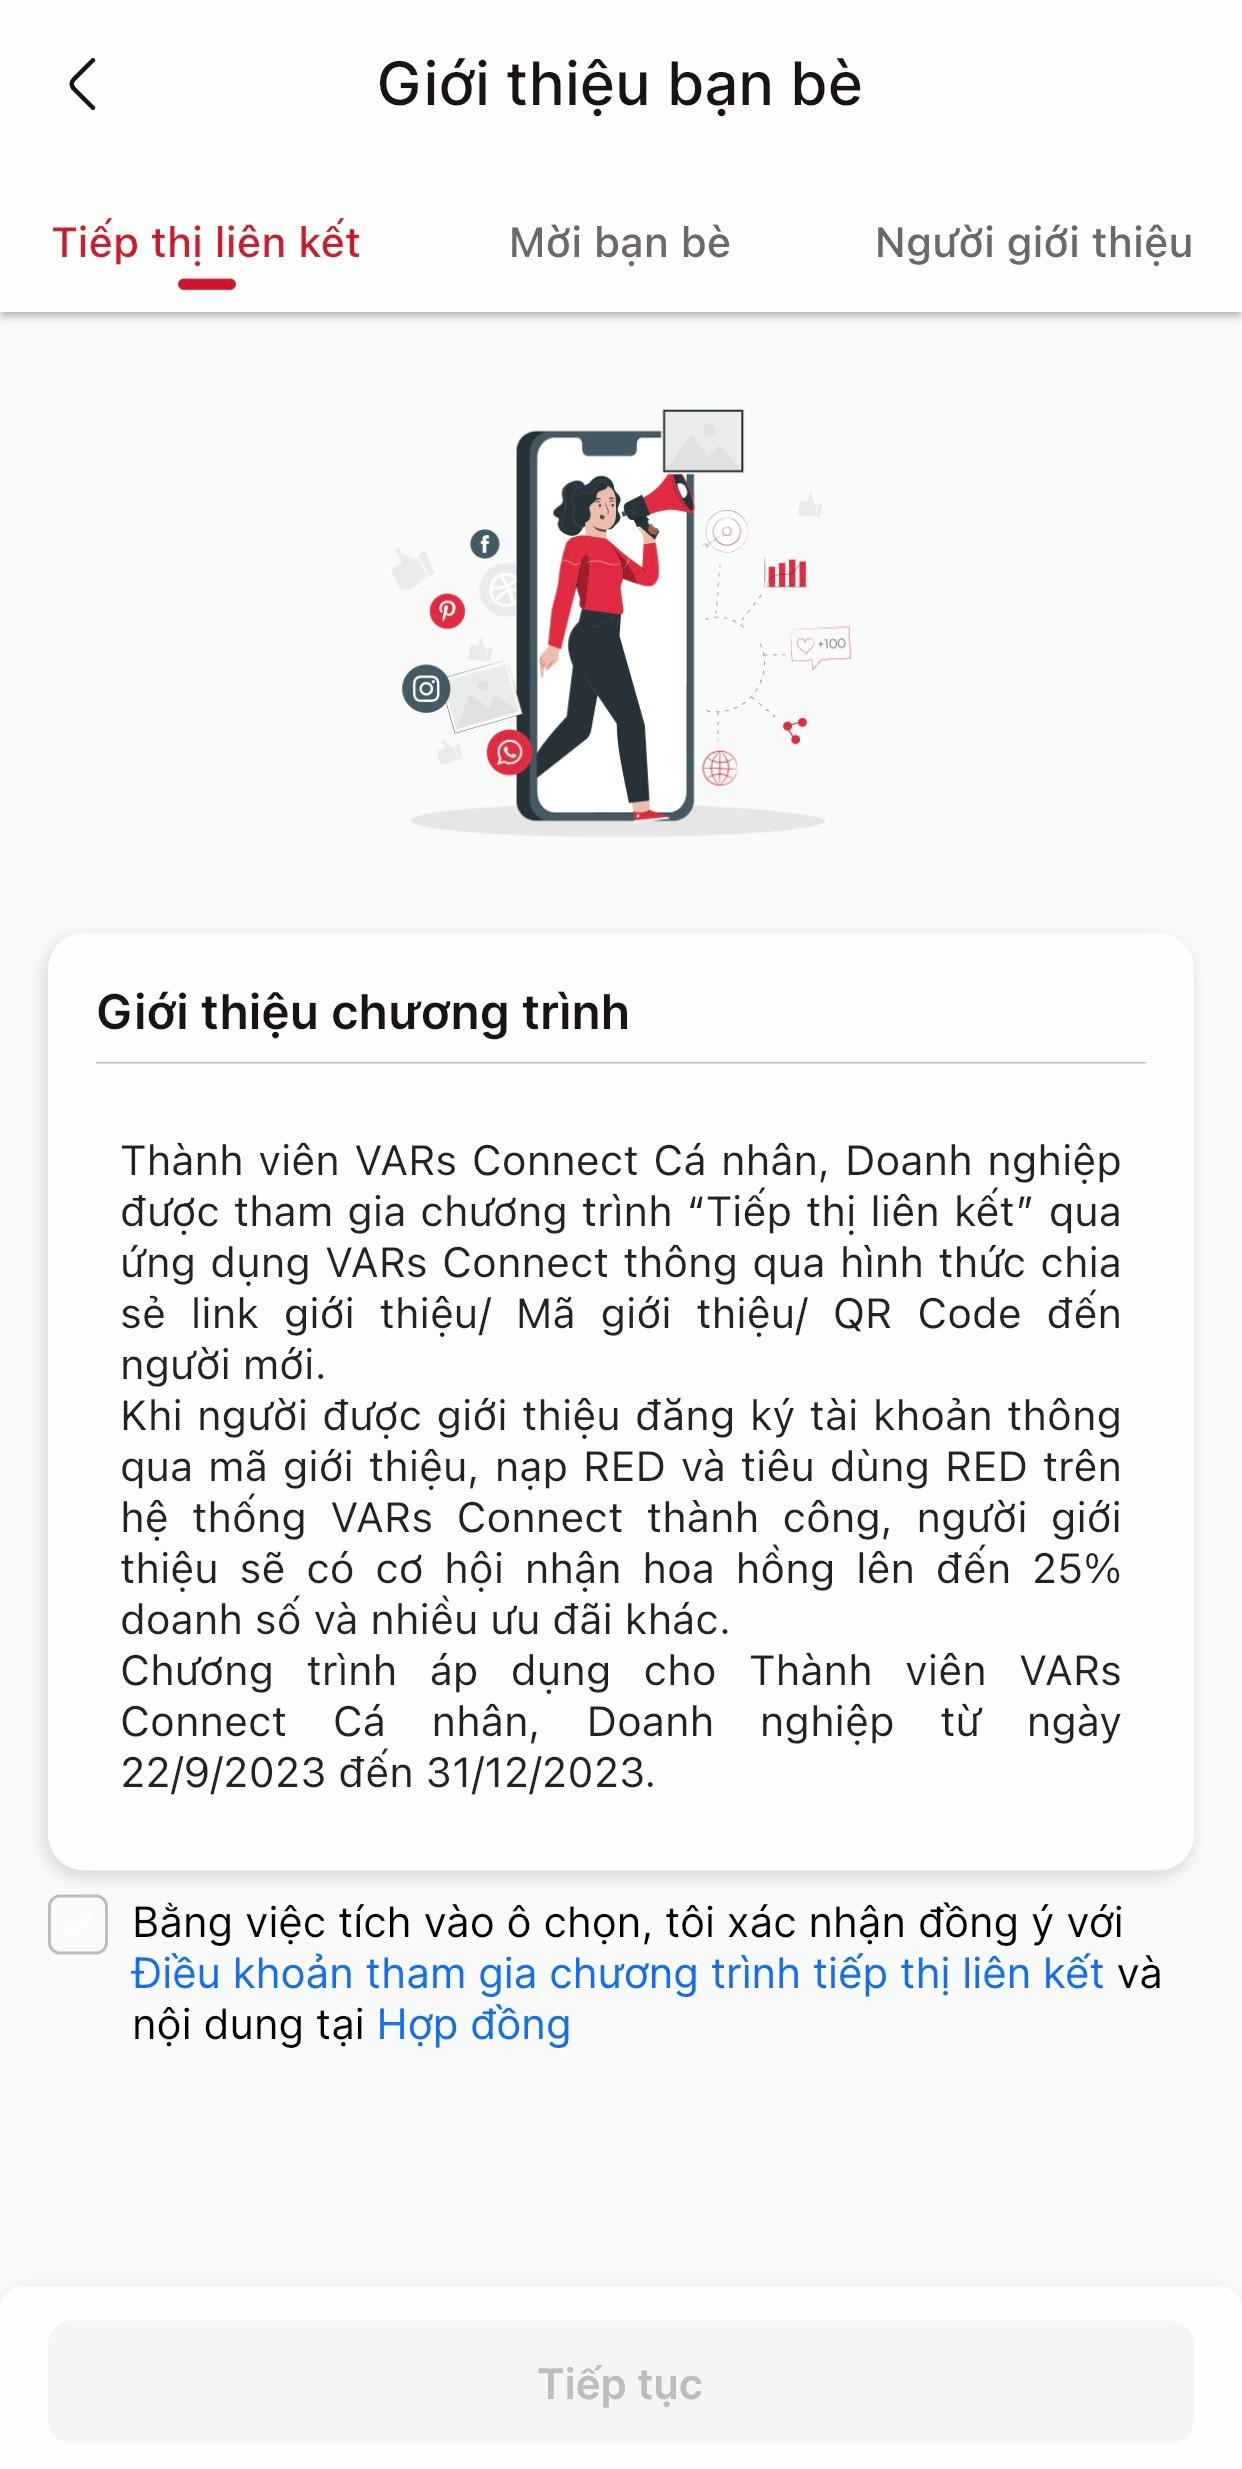 Giới thiệu bạn bè
Tiếp thị liên kết
Mời bạn bè
Người giới thiệu
+100
Giới thiệu chương trình
Thành viên VARs Connect Cá nhân, Doanh nghiệp
được tham gia chương trình “Tiếp thị liên kết” qua
ứng dụng VARs Connect thông qua hình thức chia
sẻ link giới thiệu/ Mã giới thiệu/ QR Code đến
người mới.
Khi người được giới thiệu đăng ký tài khoản thông
qua mã giới thiệu, nạp RED và tiêu dùng RED trên
hệ thống VARs Connect thành công, người giới
thiệu sẽ có cơ hội nhận hoa hồng lên đến 25%
doanh số và nhiều ưu đãi khác.
Chương trình áp dụng cho Thành viên VARs
Connect Cá nhân, Doanh nghiệp từ ngày
22/9/2023 đến 31/12/2023.
Bằng việc tích vào ô chọn, tôi xác nhận đồng ý với
Điều khoản tham gia chương trình tiếp thị liên kết và
nội dung tại Hợp đồng
Tiếp tục